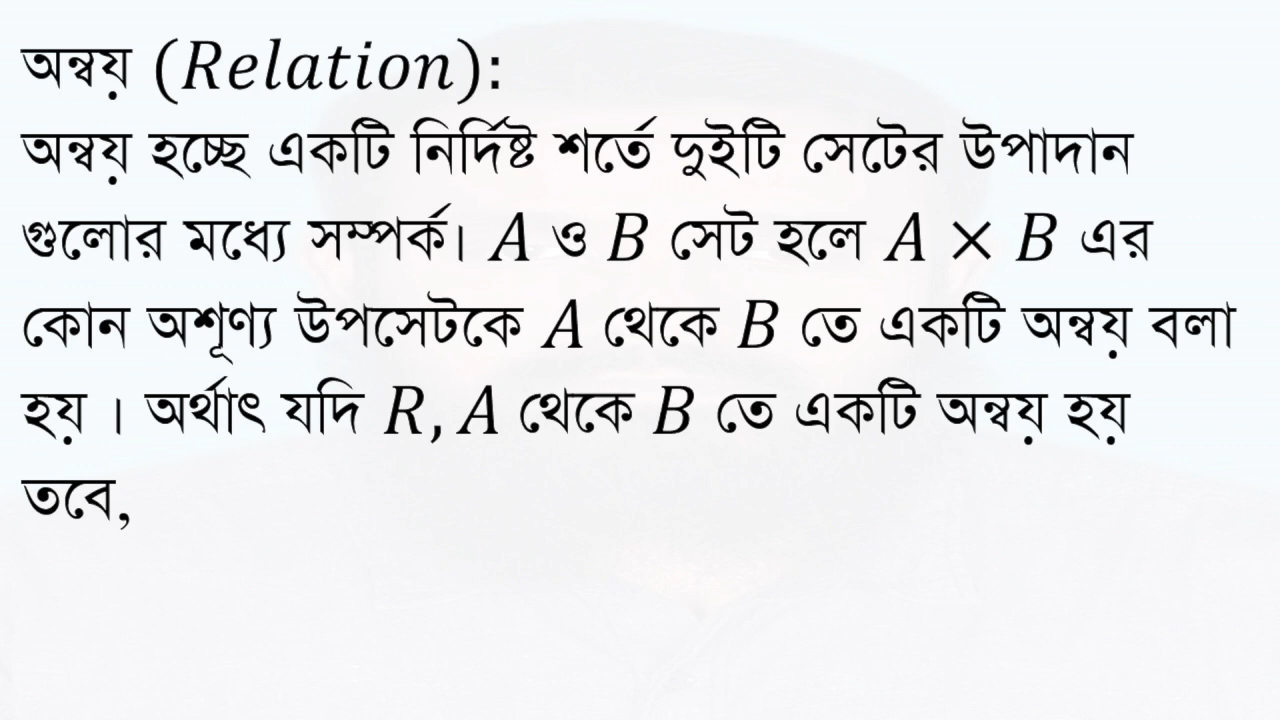 অন্বয় (Relation):
অন্বয় হচ্ছে একটি নির্দিষ্ট শর্তে দুইটি সেটের উপাদান
গুলোর মধ্যে সম্পর্ক। A ও B সেট হলে A × B এর
কোন অশূণ্য উপসেটকে A থেকে B তে একটি অন্বয় বলা
হয় । অর্থাৎ যদি R, A থেকে B তে একটি অন্বয় হয়
তবে,